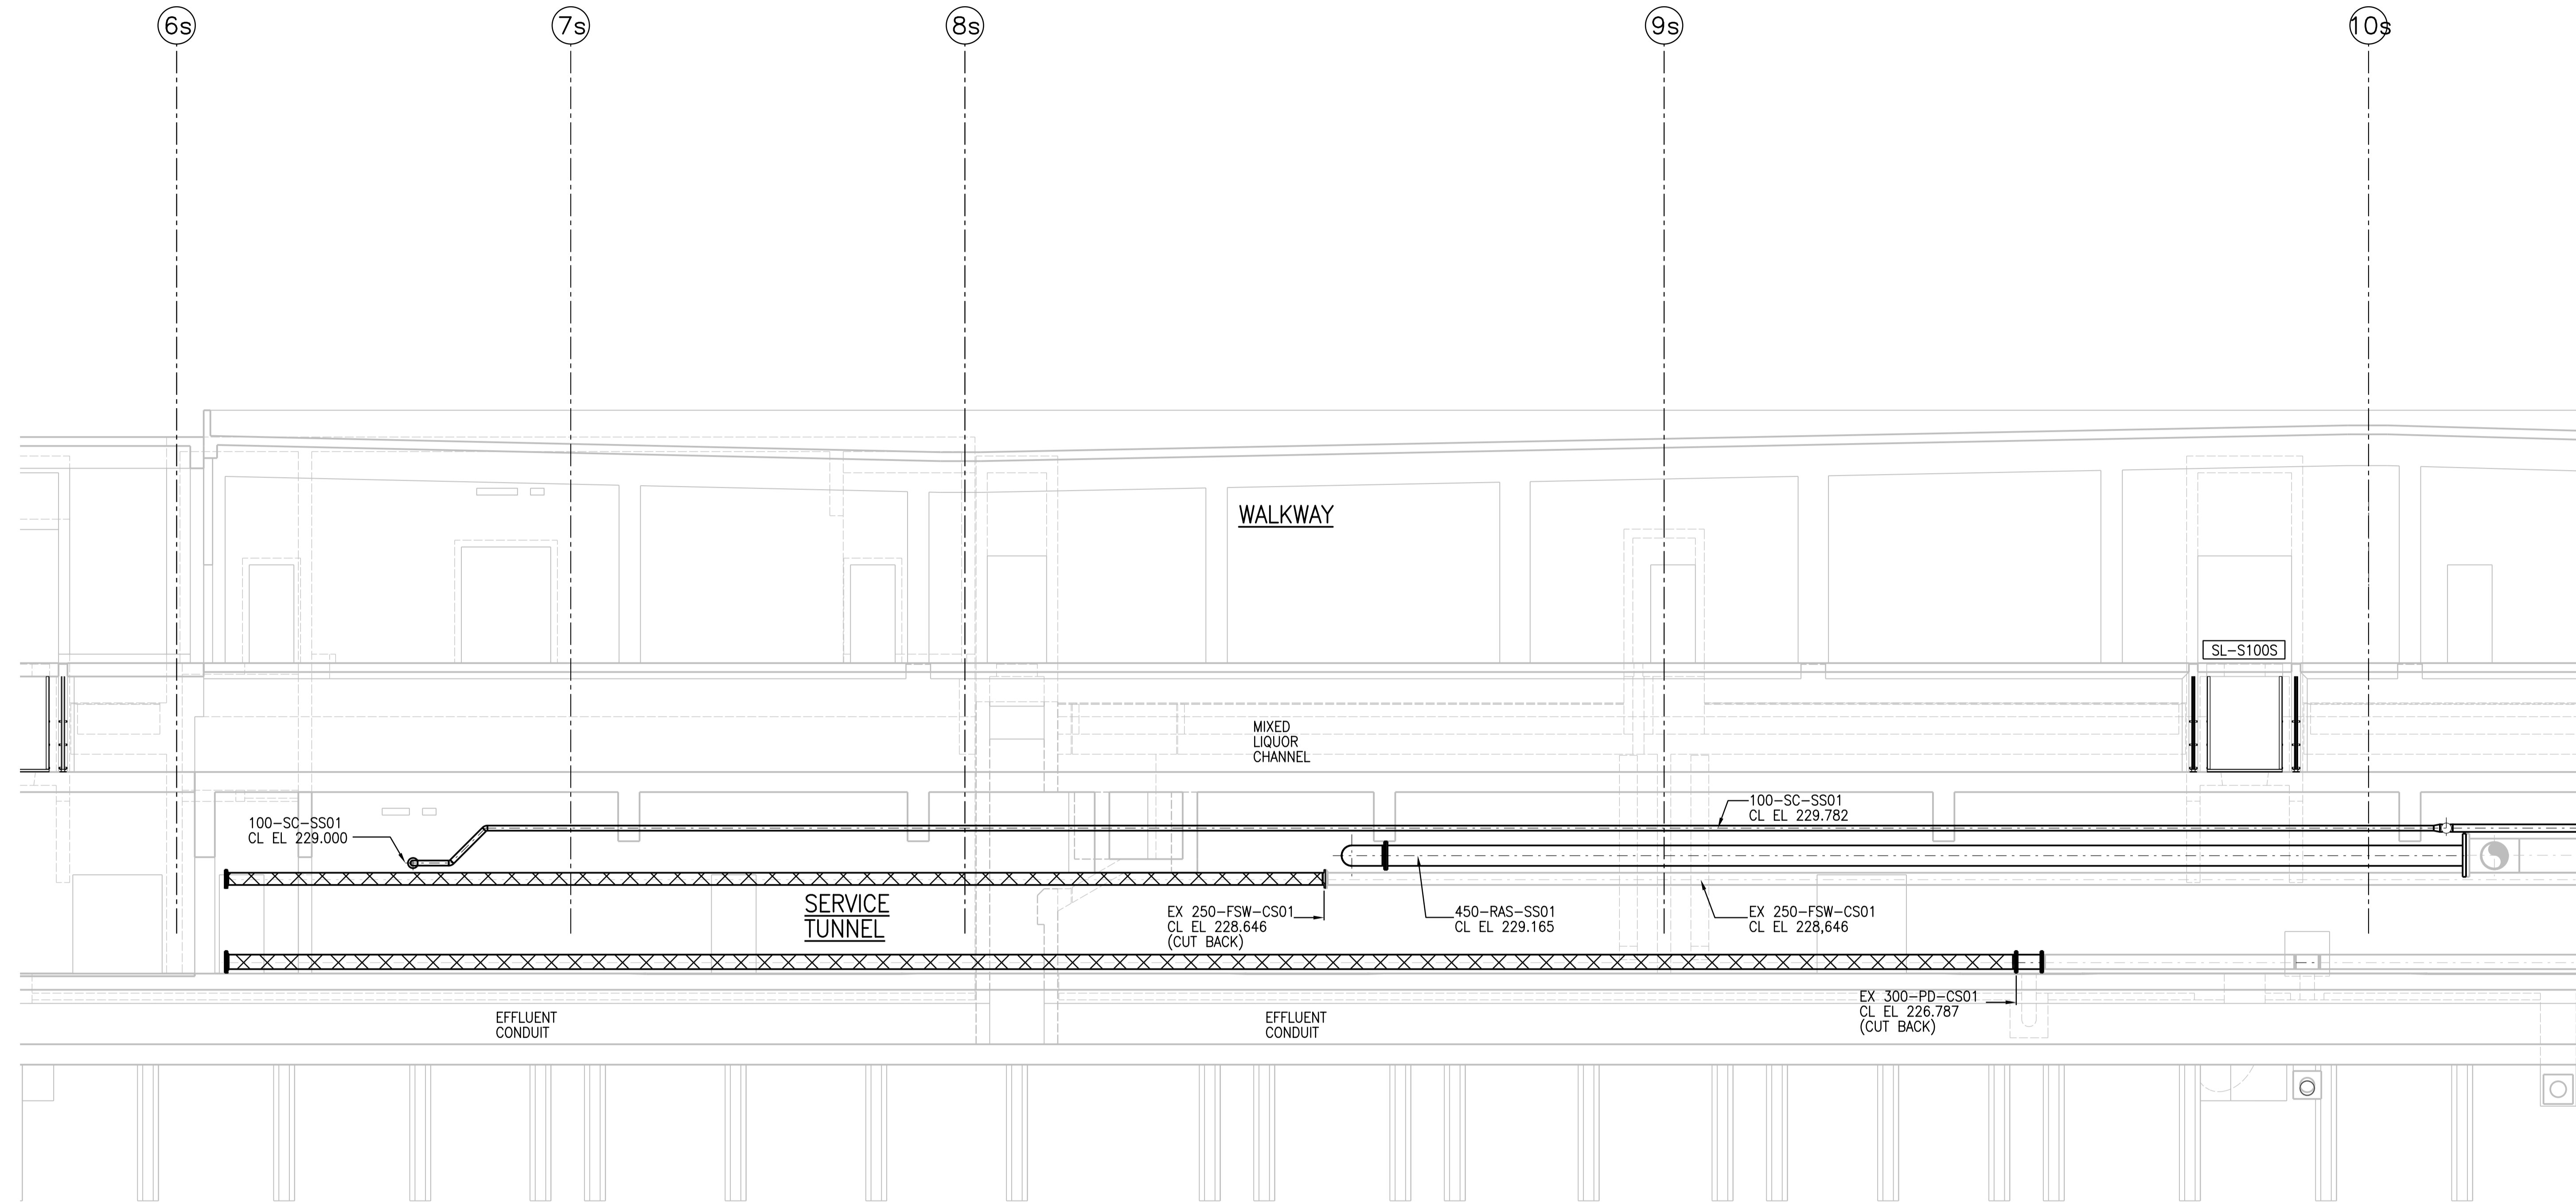 6s
7s
8s
9s
10s
WALKWAY
SL-S100S
MIXED
LIQUOR
CHANNEL
100-SC-SS01
CL EL 229.782
100-SC-SS01
CL EL 229.000
SERVICE
TUNNEL
EX 250-FSW-CS01
CL EL 228.646
(CUT BACK)
450-RAS-SS01
CL EL 229.165
EX 250-FSW-CS01
CL EL 228,646
EX 300-PD-CS01
CL EL 226.787
(CUT BACK)
EFFLUENT
CONDUIT
EFFLUENT
CONDUIT